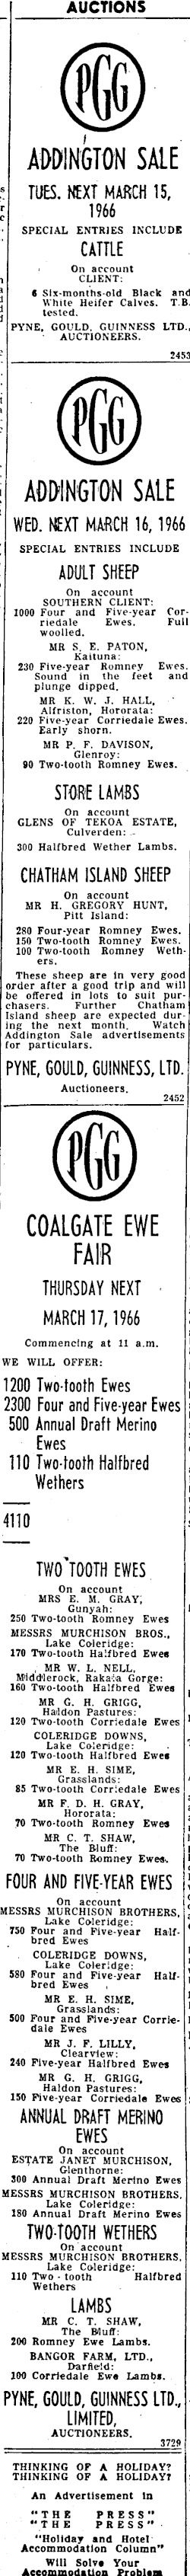 AUCTIONS
PGG
ADDINGTON SALE
TUES. NEXT MARCH 15,
1966
SPECIAL ENTRIES INCLUDE
CATTLE
On account
CLIENT:
6 Six-months-old Black and
White Heifer Calves. T.B.
tested.
PYNE, GOULD, GUINNESS LTD.,
AUCTIONEERS.
2453
PGG
ADDINGTON SALE
WED. NEXT MARCH 16, 1966
SPECIAL ENTRIES INCLUDE
ADULT SHEEP
On account
SOUTHERN CLIENT:
1000 Four and Five-year Cor-
riedale Ewes. Full
woolled.
MR S. E. PATON,
Kaituna:
230 Five-year Romney Ewes.
Sound in the feet and
plunge dipped.
MR K. W. J. HALL,
Alfriston, Hororata:
220 Five-year Corriedale Ewes.
Early shorn.
MR P. F. DAVISON,
Glenroy:
90 Two-tooth Romney Ewes.
STORE LAMBS
On account
GLENS OF TEKOA ESTATE,
Culverden:
300 Halfbred Wether Lambs.
CHATHAM ISLAND SHEEP
On account
MR H. GREGORY HUNT,
Pitt Island:
280 Four-year Romney Ewes.
150 Two-tooth Romney Ewes.
100 Two-tooth Romney Weth-
ers.
These sheep are in very good
order after a good trip and will
be offered in lots to suit pur-
chasers. Further Chatham
Island sheep are expected dur-
ing the next month. Watch
Addington Sale advertisements
for particulars.
PYNE, GOULD, GUINNESS, LTD.
Auctioneers.
2452
PGG
COALGATE EWE
FAIR
THURSDAY NEXT
MARCH 17, 1966
Commencing at 11 a.m.
WE WILL OFFER:
1200 Two-tooth Ewes
2300 Four and Five-year Ewes
500 Annual Draft Merino
Ewes
110 Two-tooth Halfbred
Wethers
4110
TWO TOOTH EWES
On account
MRS E. M. GRAY,
Gunyah:
250 Two-tooth Romney Ewes
MESSRS MURCHISON BROS.,
Lake Coleridge:
170 Two-tooth Halfbred Ewes
MR W. L. NELL,
Middlerock, Rakaia Gorge:
160 Two-tooth Halfbred Ewes
MR G. H. GRIGG,
Haldon Pastures:
120 Two-tooth Corriedale Ewes
COLERIDGE DOWNS,
Lake Coleridge:
120 Two-tooth Halfbred Ewes
MR E. H. SIME,
Grasslands:
85 Two-tooth Corriedale Ewes
MR F. D. H. GRAY,
Hororata:
70 Two-tooth Romney Ewes
MR C. T. SHAW,
The Bluff:
70 Two-tooth Romney Ewes.
FOUR AND FIVE-YEAR EWES
On account
MESSRS MURCHISON BROTHERS,
Lake Coleridge:
750 Four and Five-year Half-
bred Ewes
COLERIDGE DOWNS,
Lake Coleridge:
580 Four and Five-year Half-
bred Ewes
MR E. H. SIME,
Grasslands:
500 Four and Five-year Corrie-
dale Ewes
MR J. F. LILLY,
Clearview:
240 Five-year Halfbred Ewes
MR G. H. GRIGG,
Haldon Pastures:
150 Five-year Corriedale Ewes
ANNUAL DRAFT MERINO
EWES
On account
ESTATE JANET MURCHISON,
Glenthorne:
300 Annual Draft Merino Ewes
MESSRS MURCHISON BROTHERS,
Lake Coleridge:
180 Annual Draft Merino Ewes
TWO-TOOTH WETHERS
On account
MESSRS MURCHISON BROTHERS,
Lake Coleridge:
110 Two - tooth Halfbred
Wethers
LAMBS
MR C. T. SHAW,
The Bluff:
200 Romney Ewe Lambs.
BANGOR FARM, LTD.,
Darfield:
100 Corriedale Ewe Lambs.
PYNE, GOULD, GUINNESS LTD.,
LIMITED,
AUCTIONEERS.
3729
THINKING OF A HOLIDAY?
THINKING OF A HOLIDAY?
An Advertisement in
"THE PRESS"
"THE PRESS"
"Holiday and Hotel
Accommodation Column"
Will Solve Your
Accommodation Problem